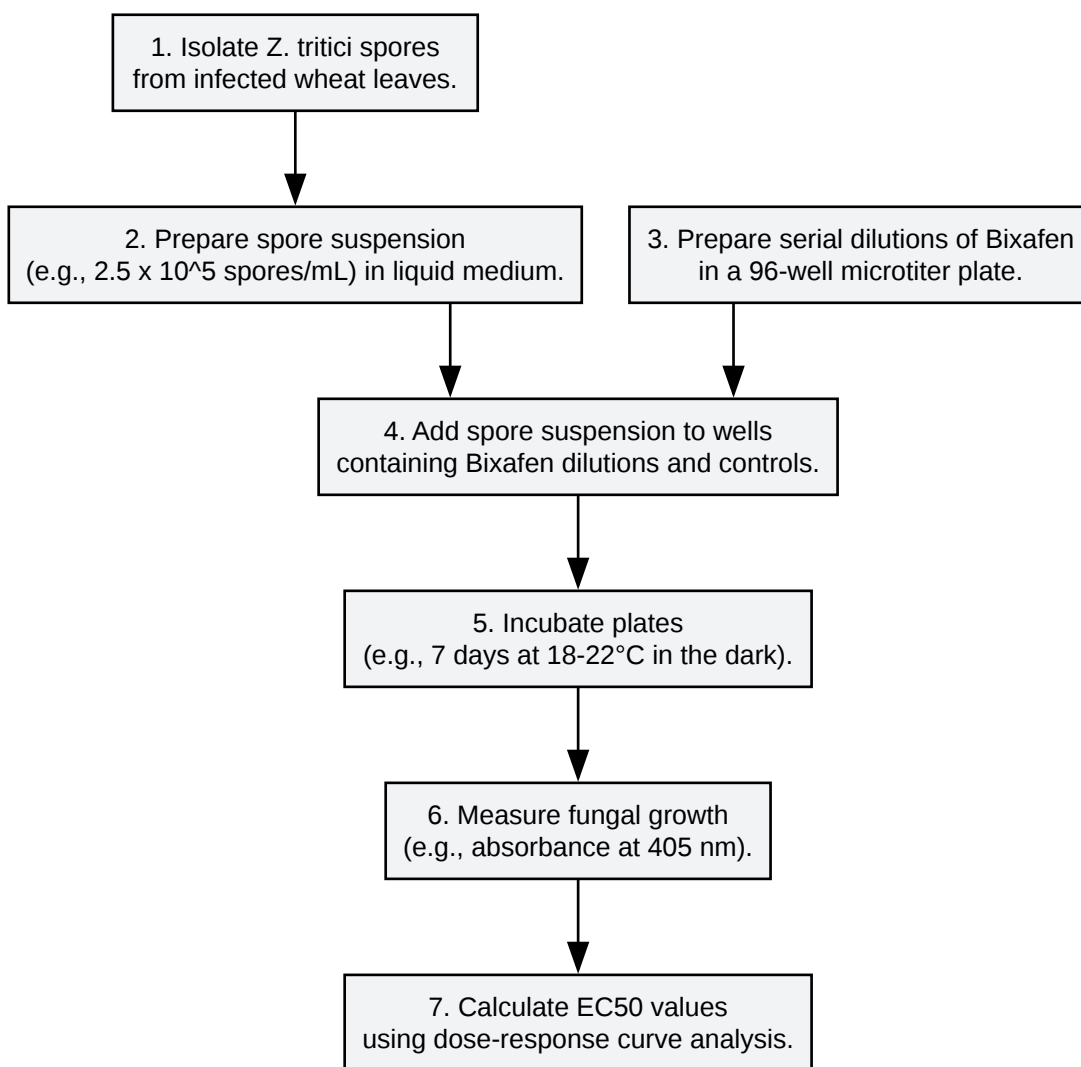 1. Isolate Z. tritici spores
from infected wheat leaves.
2. Prepare spore suspension
(e.g., 2.5 x 10^5 spores/mL) in liquid medium.
3. Prepare serial dilutions of Bixafen
in a 96-well microtiter plate.
4. Add spore suspension to wells
containing Bixafen dilutions and controls.
5. Incubate plates
(e.g., 7 days at 18-22°C in the dark).
6. Measure fungal growth
(e.g., absorbance at 405 nm).
7. Calculate EC50 values
using dose-response curve analysis.